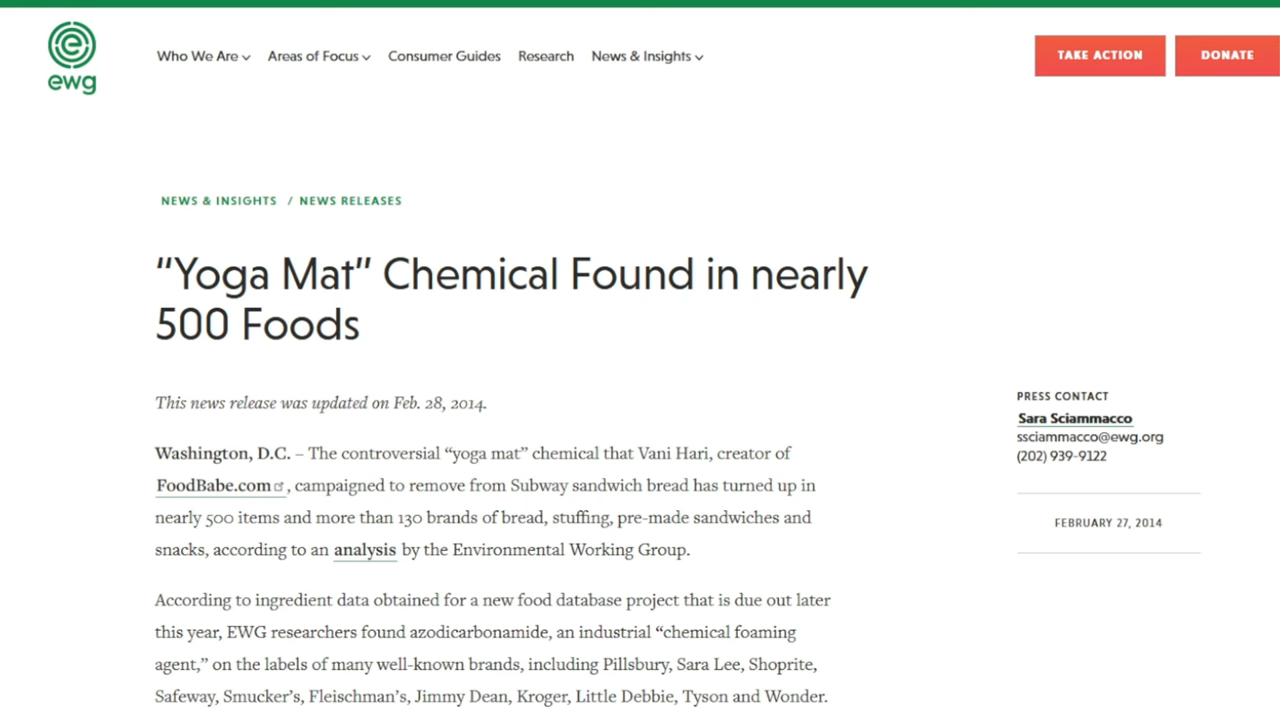 ewg
Who We Are
Areas of Focus
Consumer Guides
Research
News & Insights
TAKE ACTION
DONATE
NEWS & INSIGHTS / NEWS RELEASES
“Yoga Mat” Chemical Found in nearly
500 Foods
This news release was updated on Feb. 28, 2014.
Washington, D.C. – The controversial “yoga mat” chemical that Vani Hari, creator of
FoodBabe.com, campaigned to remove from Subway sandwich bread has turned up in
nearly 500 items and more than 130 brands of bread, stuffing, pre-made sandwiches and
snacks, according to an analysis by the Environmental Working Group.
According to ingredient data obtained for a new food database project that is due out later
this year, EWG researchers found azodicarbonamide, an industrial “chemical foaming
agent,” on the labels of many well-known brands, including Pillsbury, Sara Lee, Shoprite,
Safeway, Smucker’s, Fleischman’s, Jimmy Dean, Kroger, Little Debbie, Tyson and Wonder.
PRESS CONTACT
Sara Sciammacco
ssciammacco@ewg.org
(202) 939-9122
FEBRUARY 27, 2014